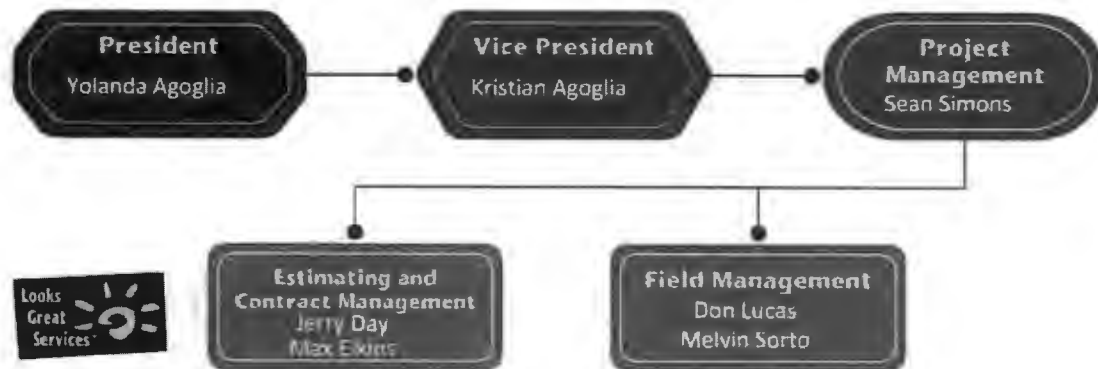 President
Yolanda Agoglia
Vice President
Kristian Agoglia
Project
Management
Sean Simons
Estimating and
Contract Management
Jerry Day
Max Elkins
Field Management
Don Lucas
Melvin Sorto
Looks
Great
Services